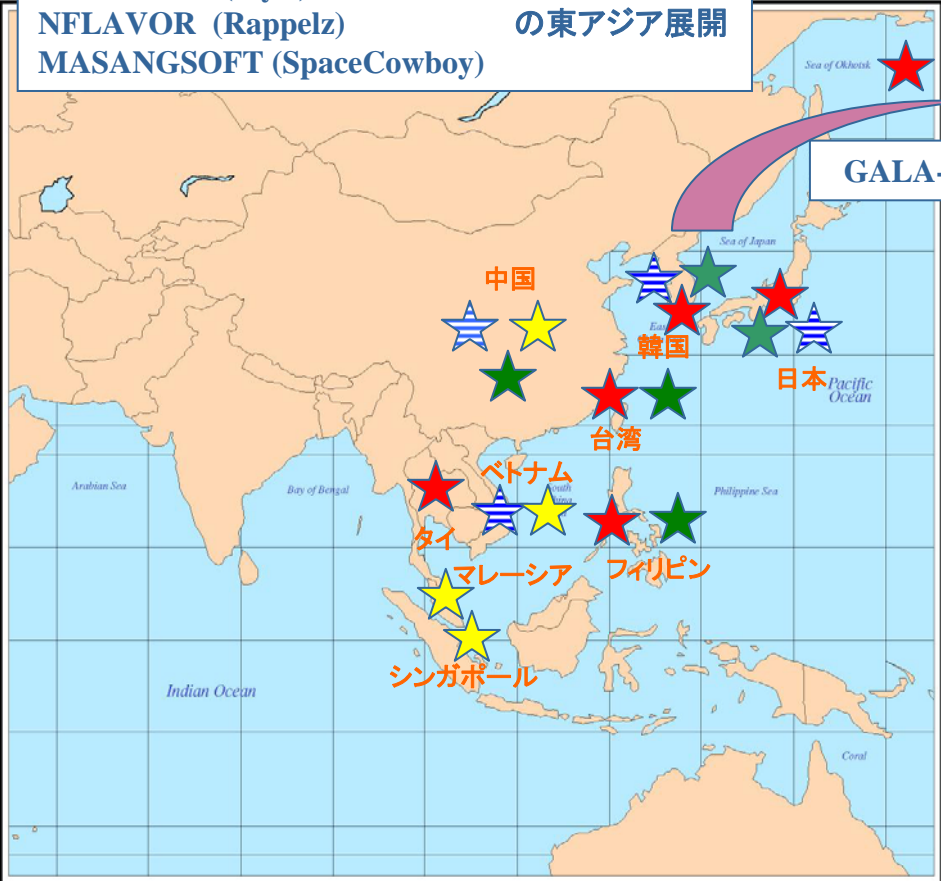 NFLAVOR (Rappelz) の東アジア展開
MASANGSOFT (SpaceCowboy)
Sea of Okhotsk
GALA-
Sea of Japan
中国
韓国
日本
Pacific
Ocean
台湾
ベトナム
Arabian Sea
Bay of Bengal
South
Philippine Sea
タイ
マレーシア
フィリピン
シンガポール
Indian Ocean
Coral